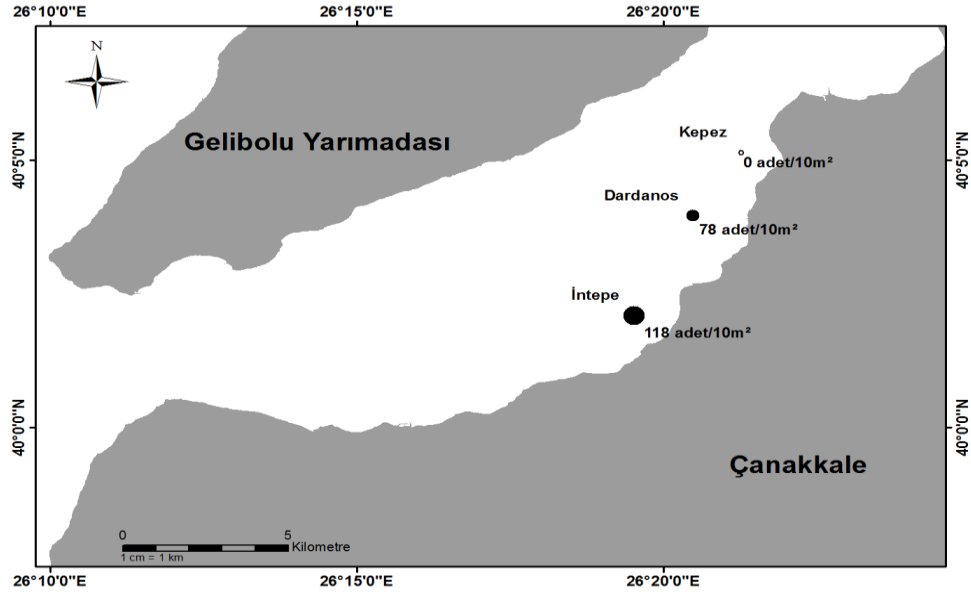 26°10'0"E 26°15'0"E 26°20'0"E
N
Gelibolu Yarımadası
Kepez
0 adet/10m²
40°5'0"N
40°5'0"N
Dardanos
78 adet/10m²
İntepe
118 adet/10m²
40°0'0"N
40°0'0"N
Çanakkale
0 5
Kilometre
1 cm = 1 km
26°10'0"E 26°15'0"E 26°20'0"E